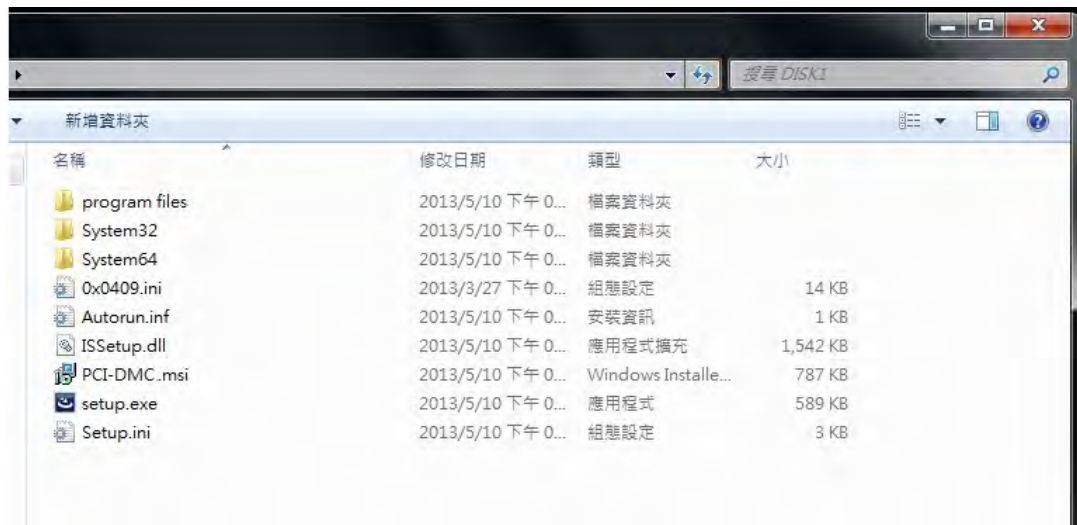 搜尋 DISK1
新增資料夾
名稱 修改日期 類型 大小
program files 2013/5/10 下午 0... 檔案資料夾
System32 2013/5/10 下午 0... 檔案資料夾
System64 2013/5/10 下午 0... 檔案資料夾
0x0409.ini 2013/3/27 下午 0... 組態設定 14 KB
Autorun.inf 2013/5/10 下午 0... 安裝資訊 1 KB
ISSetup.dll 2013/5/10 下午 0... 應用程式擴充 1,542 KB
PCI-DMC.msi 2013/5/10 下午 0... Windows Installe... 787 KB
setup.exe 2013/5/10 下午 0... 應用程式 589 KB
Setup.ini 2013/5/10 下午 0... 組態設定 3 KB